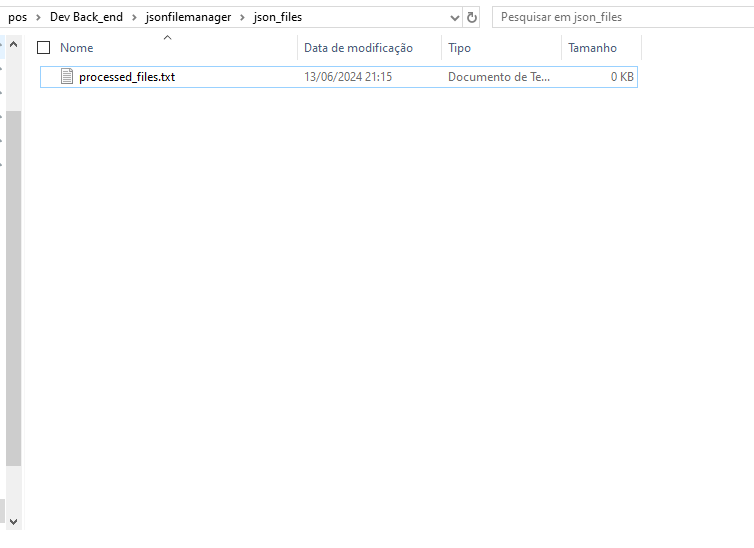 pos > Dev Back_end > jsonfilemanager > json_files
Pesquisar em json_files
Nome Data de modificação Tipo Tamanho
processed_files.txt 13/06/2024 21:15 Documento de Te... 0 KB